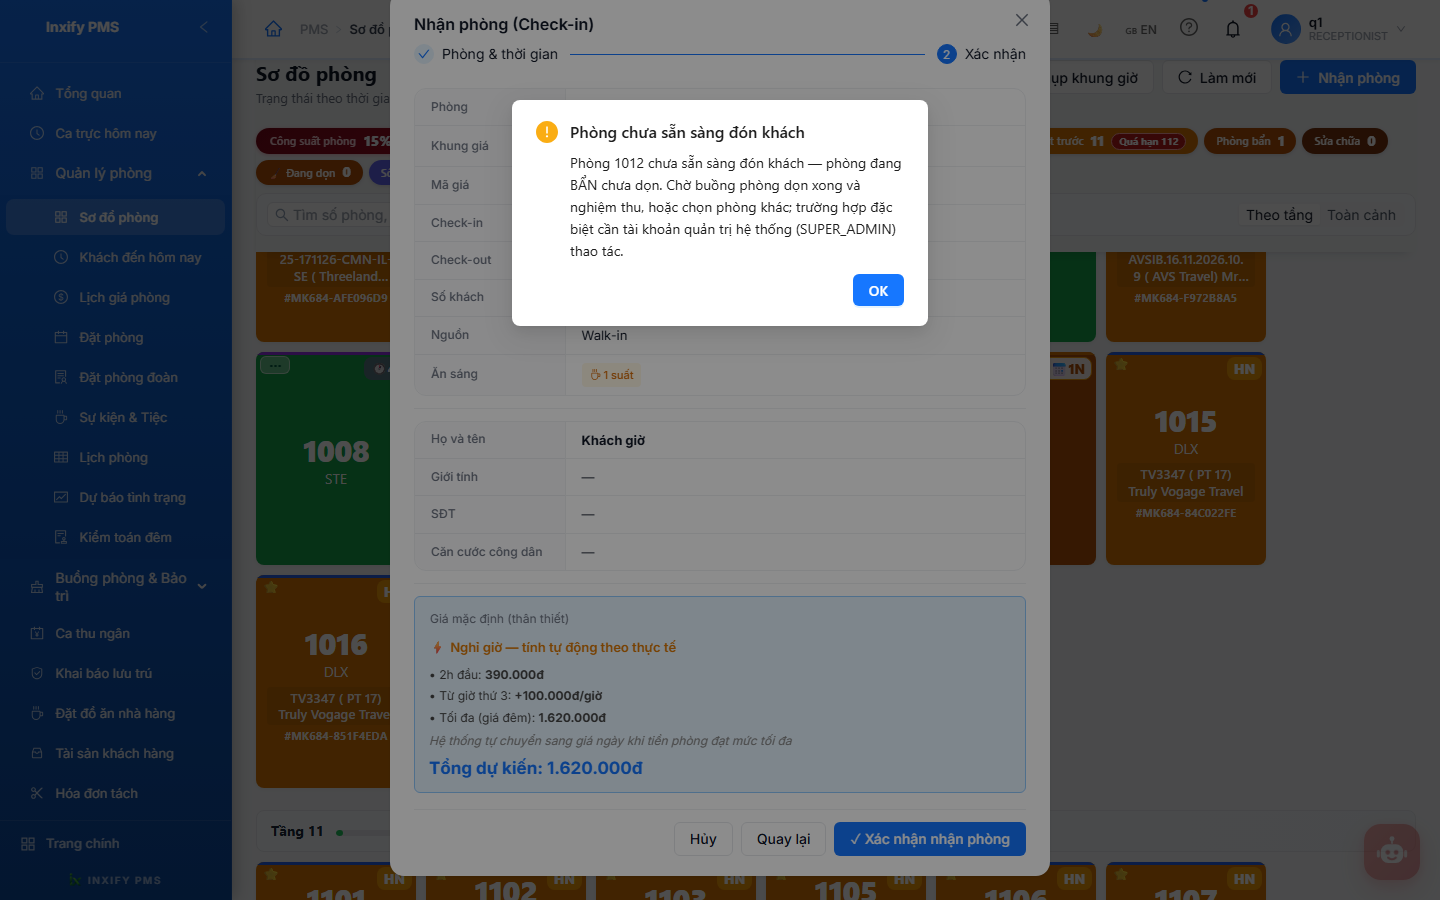 Inxify PMS
PMS
Sơ đồ
GB EN
1
q1
RECEPTIONIST
Tổng quan
Ca trực hôm nay
Quản lý phòng
Sơ đồ phòng
Khách đến hôm nay
Lịch giá phòng
Đặt phòng
Đặt phòng đoàn
Sự kiện & Tiệc
Lịch phòng
Dự báo tình trạng
Kiểm toán đêm
Buồng phòng & Bảo trì
Ca thu ngân
Khai báo lưu trú
Đặt đồ ăn nhà hàng
Tài sản khách hàng
Hóa đơn tách
Trang chính
INXIFY PMS
Sơ đồ phòng
Trạng thái theo thời gia
khung giờ
Làm mới
Nhận phòng
Công suất phòng 15%
trước 11 Quá hạn 112
Phòng bẩn 1
Sửa chữa 0
Đang dọn 0
Tìm số phòng,
Theo tầng
Toàn cảnh
25-171126-CMN-IL-
SE ( Threeland...
#MK684-AFE096D9
AVSIB.16.11.2026.10.
9 ( AVS Travel) Mr...
#MK684-F972B8A5
1008
STE
1N
HN
1015
DLX
TV3347 ( PT 17)
Truly Vogage Travel
#MK684-84C022FE
1016
DLX
TV3347 ( PT 17)
Truly Vogage Trave
#MK684-851F4EDA
Tầng 11
HN
1101
HN
1102
HN
1103
HN
1105
HN
1106
HN
1107
Nhận phòng (Check-in)
Phòng & thời gian
2 Xác nhận
Phòng
Khung giá
Mã giá
Check-in
Check-out
Số khách
Nguồn
Walk-in
Ăn sáng
1 suất
Họ và tên
Khách giờ
Giới tính
—
SĐT
—
Căn cước công dân
—
Giá mặc định (thân thiết)
Nghỉ giờ — tính tự động theo thực tế
• 2h đầu: 390.000đ
• Từ giờ thứ 3: +100.000đ/giờ
• Tối đa (giá đêm): 1.620.000đ
Hệ thống tự chuyển sang giá ngày khi tiền phòng đạt mức tối đa
Tổng dự kiến: 1.620.000đ
Hủy
Quay lại
✓ Xác nhận nhận phòng
Phòng chưa sẵn sàng đón khách
Phòng 1012 chưa sẵn sàng đón khách — phòng đang
BẨN chưa dọn. Chờ buồng phòng dọn xong và
nghiệm thu, hoặc chọn phòng khác; trường hợp đặc
biệt cần tài khoản quản trị hệ thống (SUPER_ADMIN)
thao tác.
OK